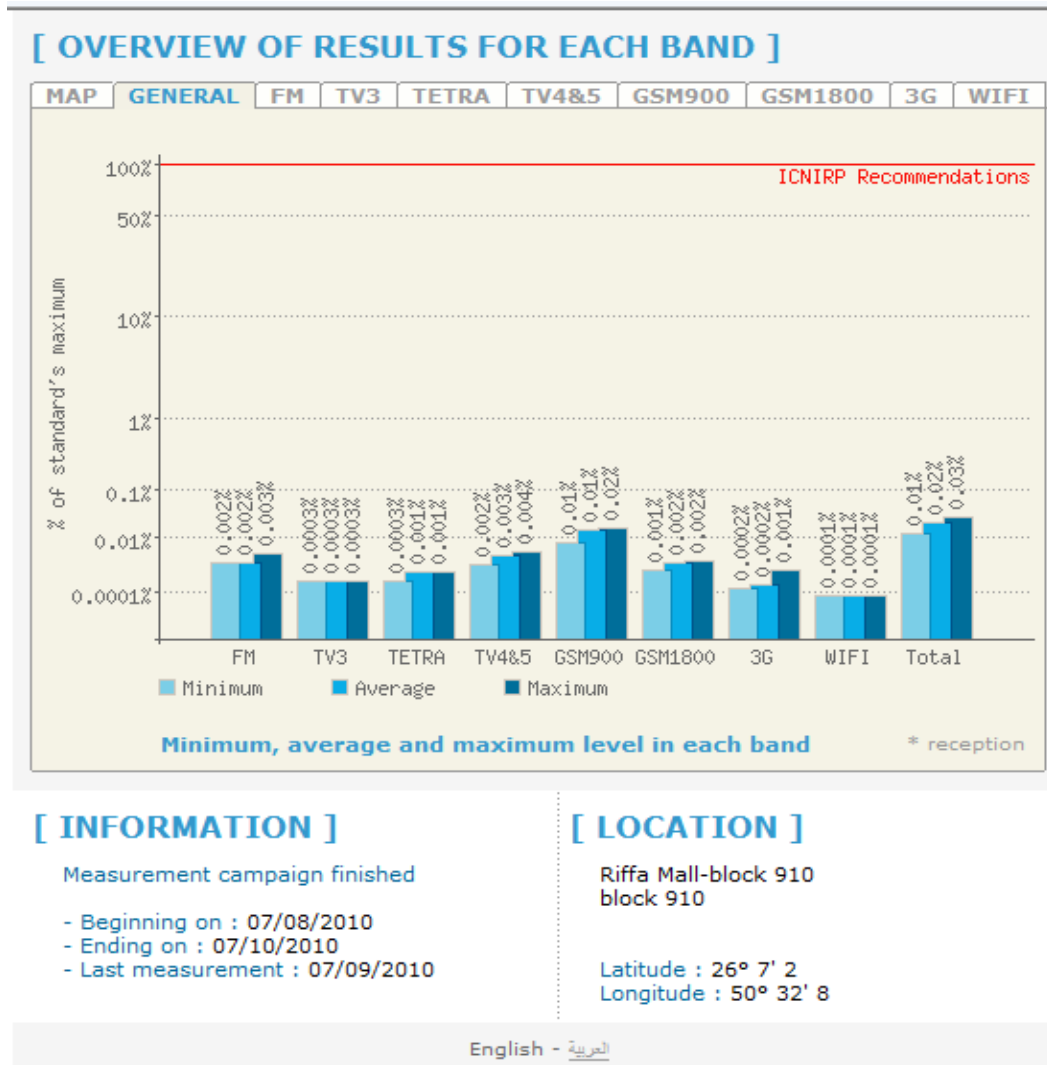 [ OVERVIEW OF RESULTS FOR EACH BAND ]
MAP GENERAL FM TV3 TETRA TV4&5 GSM900 GSM1800 3G WIFI
% of standard's maximum
100%
ICNIRP Recommendations
50%
10%
1%
0.1%
0.01%
0.0001%
0.002% 0.002% 0.003%
0.0003% 0.0003% 0.0003%
0.0003% 0.001% 0.001%
0.002% 0.003% 0.004%
0.01% 0.01% 0.02%
0.001% 0.002% 0.002%
0.0002% 0.0002% 0.001%
0.0001% 0.0001% 0.0001%
0.01% 0.02% 0.03%
FM TV3 TETRA TV4&5 GSM900 GSM1800 3G WIFI Total
Minimum Average Maximum
Minimum, average and maximum level in each band * reception
[ INFORMATION ]
Measurement campaign finished
- Beginning on : 07/08/2010
- Ending on : 07/10/2010
- Last measurement : 07/09/2010
[ LOCATION ]
Riffa Mall-block 910
block 910
Latitude : 26° 7' 2
Longitude : 50° 32' 8
English - العربية